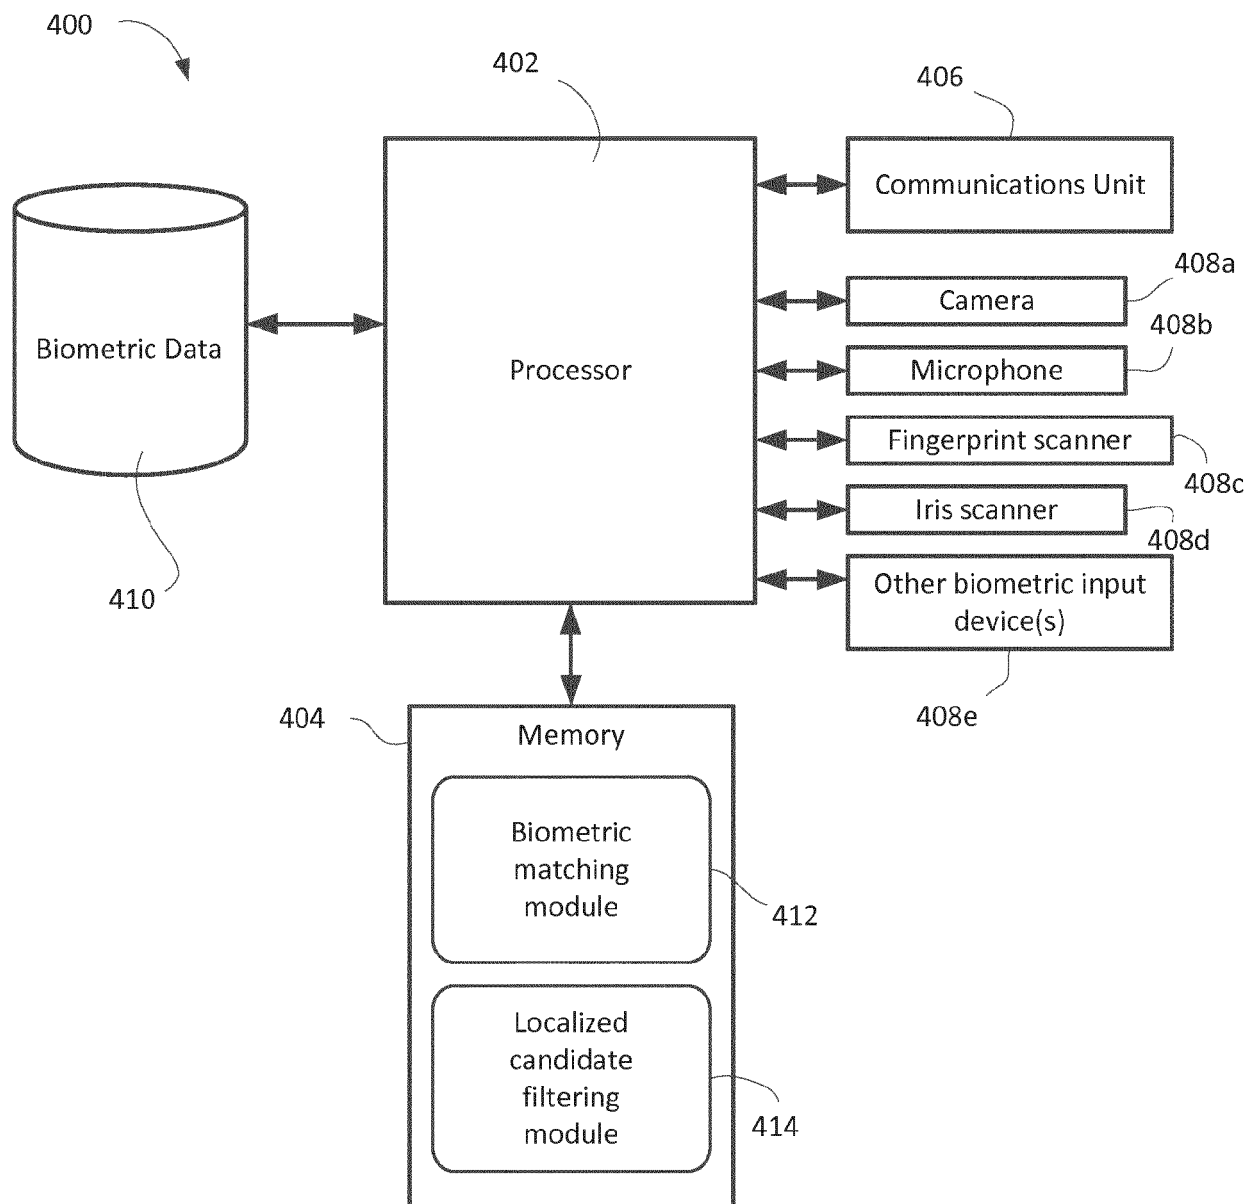 400
402
406
Communications Unit
408a
Camera
408b
Microphone
Biometric Data
Processor
Fingerprint scanner
408c
Iris scanner
408d
Other biometric input
device(s)
410
408e
404
Memory
Biometric
matching
module
412
Localized
candidate
filtering
module
414